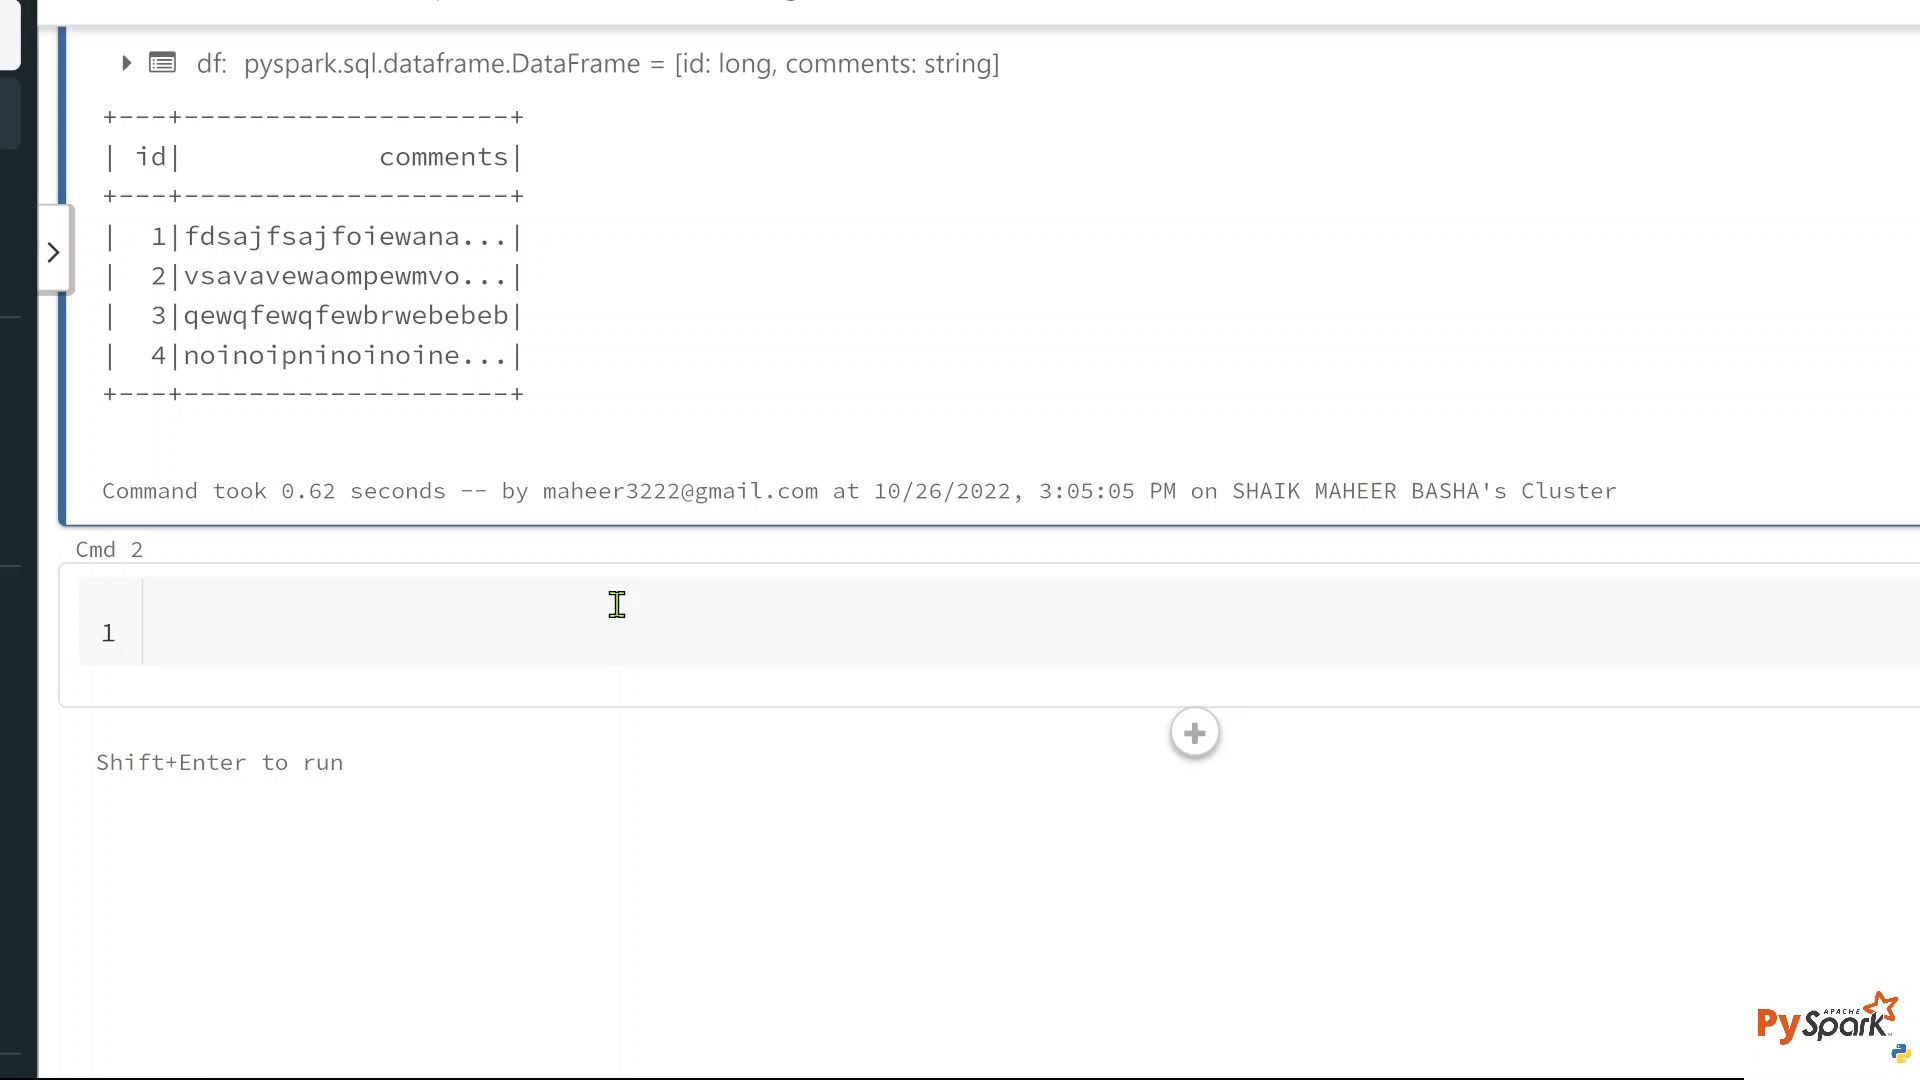 df: pyspark.sql.dataframe.DataFrame = [id: long, comments: string]
+---+--------------------+
| id|            comments|
+---+--------------------+
|  1|fdsajfsajfoiewana...|
|  2|vsavavewaompewmvo...|
|  3|qewqfewqfewbrwebebeb|
|  4|noinoipninoinoine...|
+---+--------------------+
Command took 0.62 seconds -- by maheer3222@gmail.com at 10/26/2022, 3:05:05 PM on SHAIK MAHEER BASHA's Cluster
Cmd 2
1
Shift+Enter to run
APACHE
PySpark